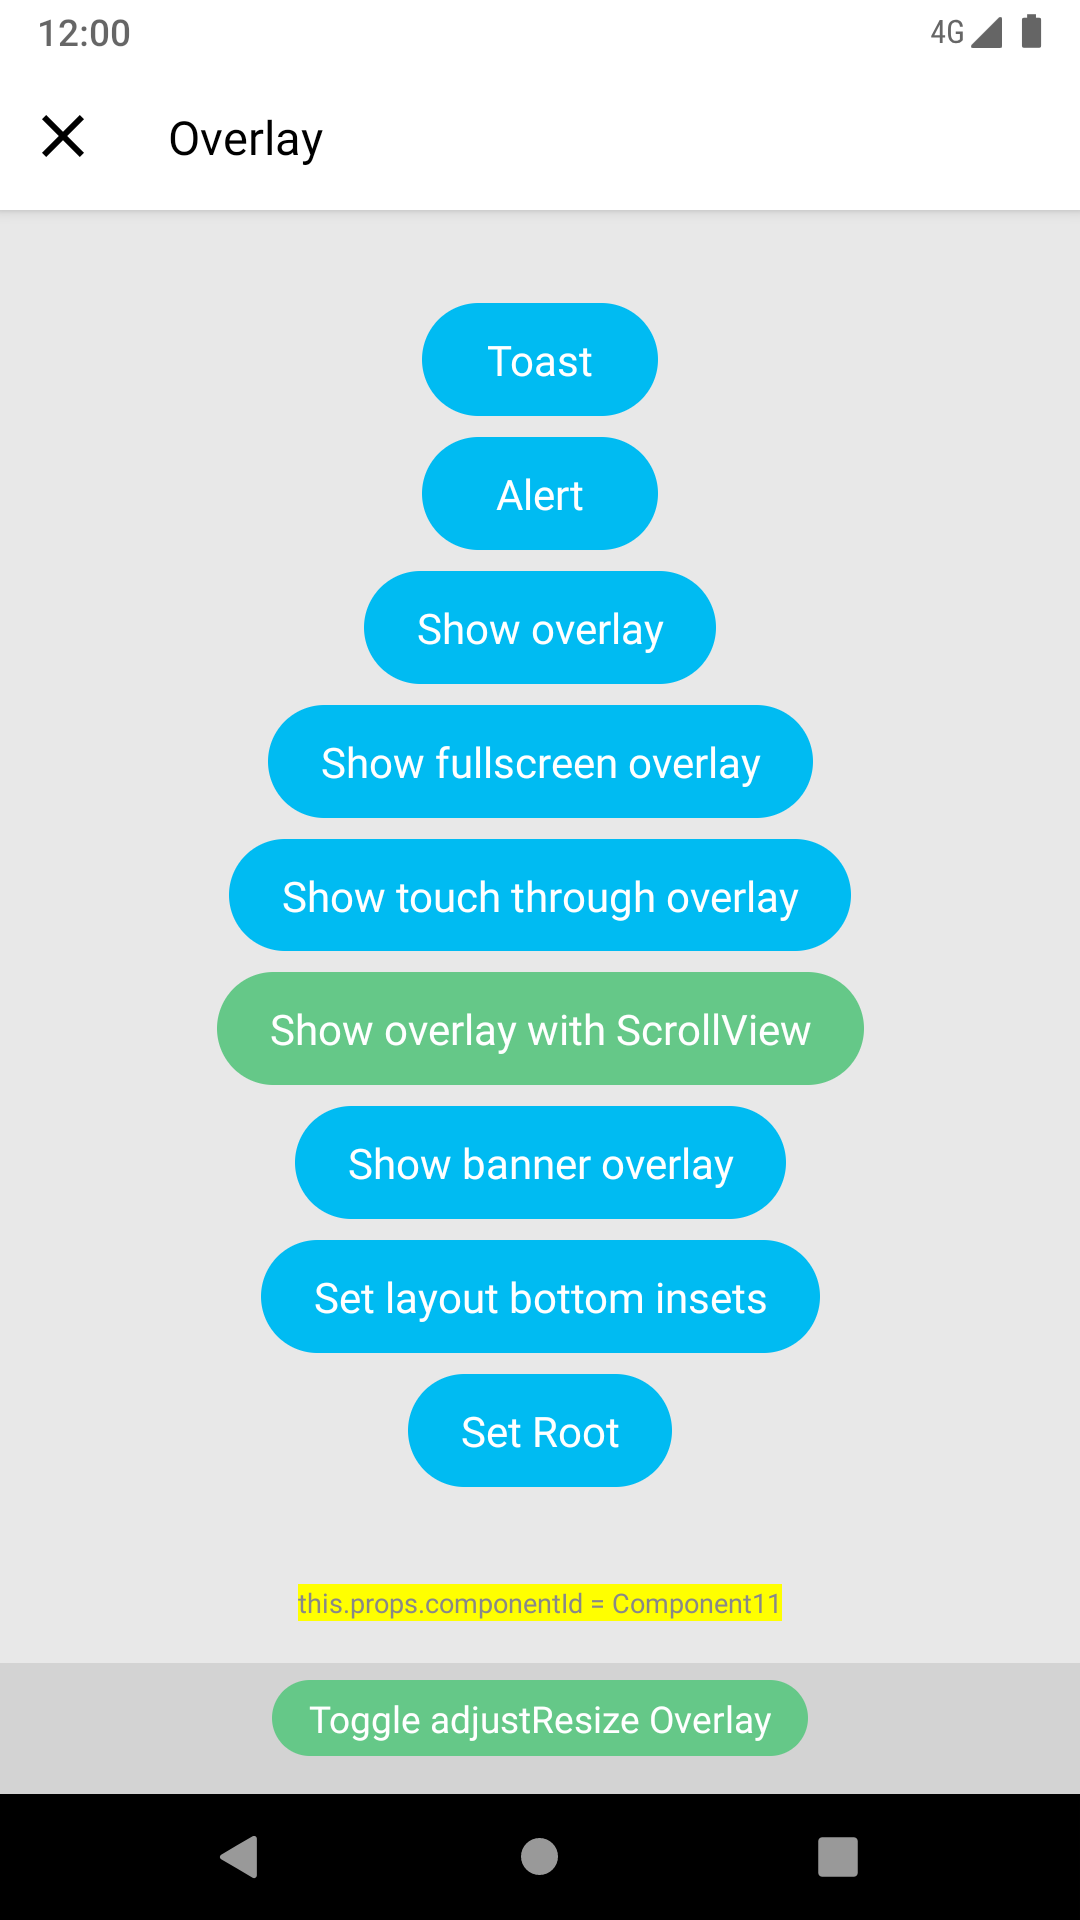 12:00
4G
Overlay
Toast
Alert
Show overlay
Show fullscreen overlay
Show touch through overlay
Show overlay with ScrollView
Show banner overlay
Set layout bottom insets
Set Root
this.props.componentId = Component11
Toggle adjustResize Overlay